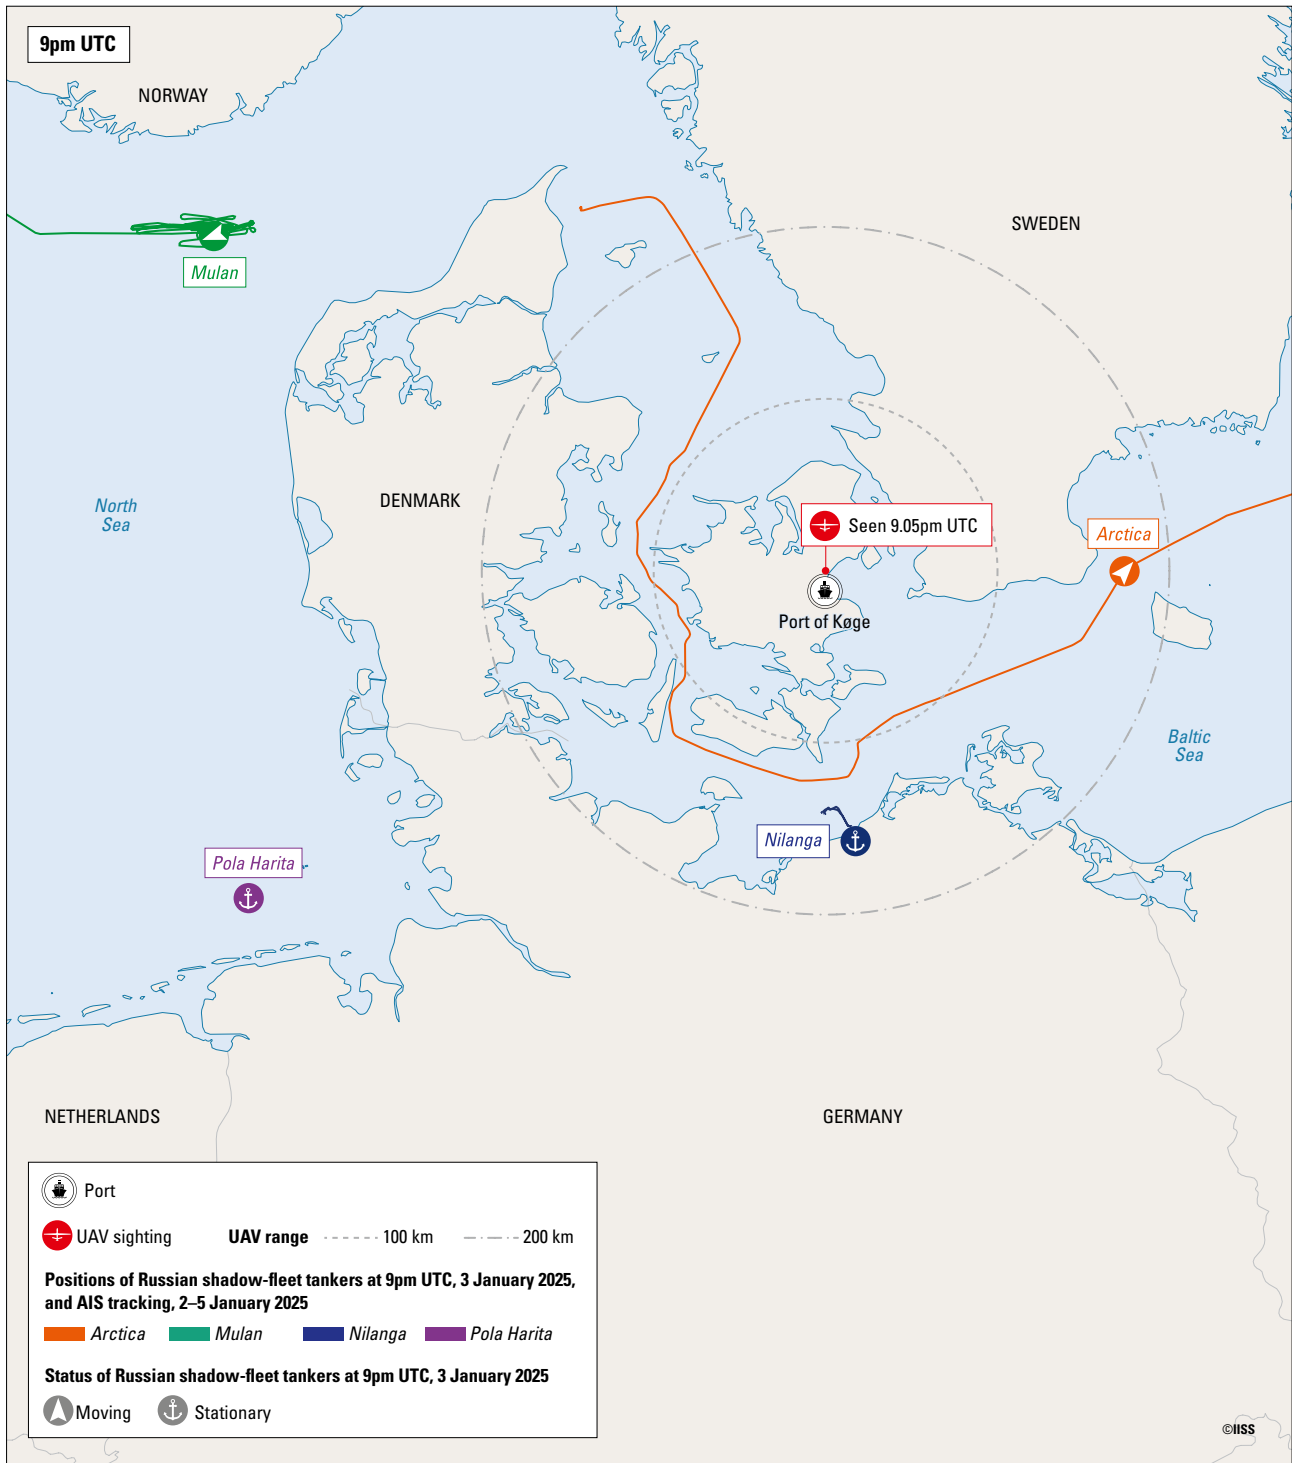 9pm UTC
NORWAY
SWEDEN
Mulan
North
Sea
DENMARK
Seen 9.05pm UTC
Arctica
Port of Køge
Baltic
Sea
Nilanga
Pola Harita
NETHERLANDS
GERMANY
Port
UAV sighting
UAV range
100 km
200 km
Positions of Russian shadow-fleet tankers at 9pm UTC, 3 January 2025,
and AIS tracking, 2–5 January 2025
Arctica
Mulan
Nilanga
Pola Harita
Status of Russian shadow-fleet tankers at 9pm UTC, 3 January 2025
Moving
Stationary
©IISS